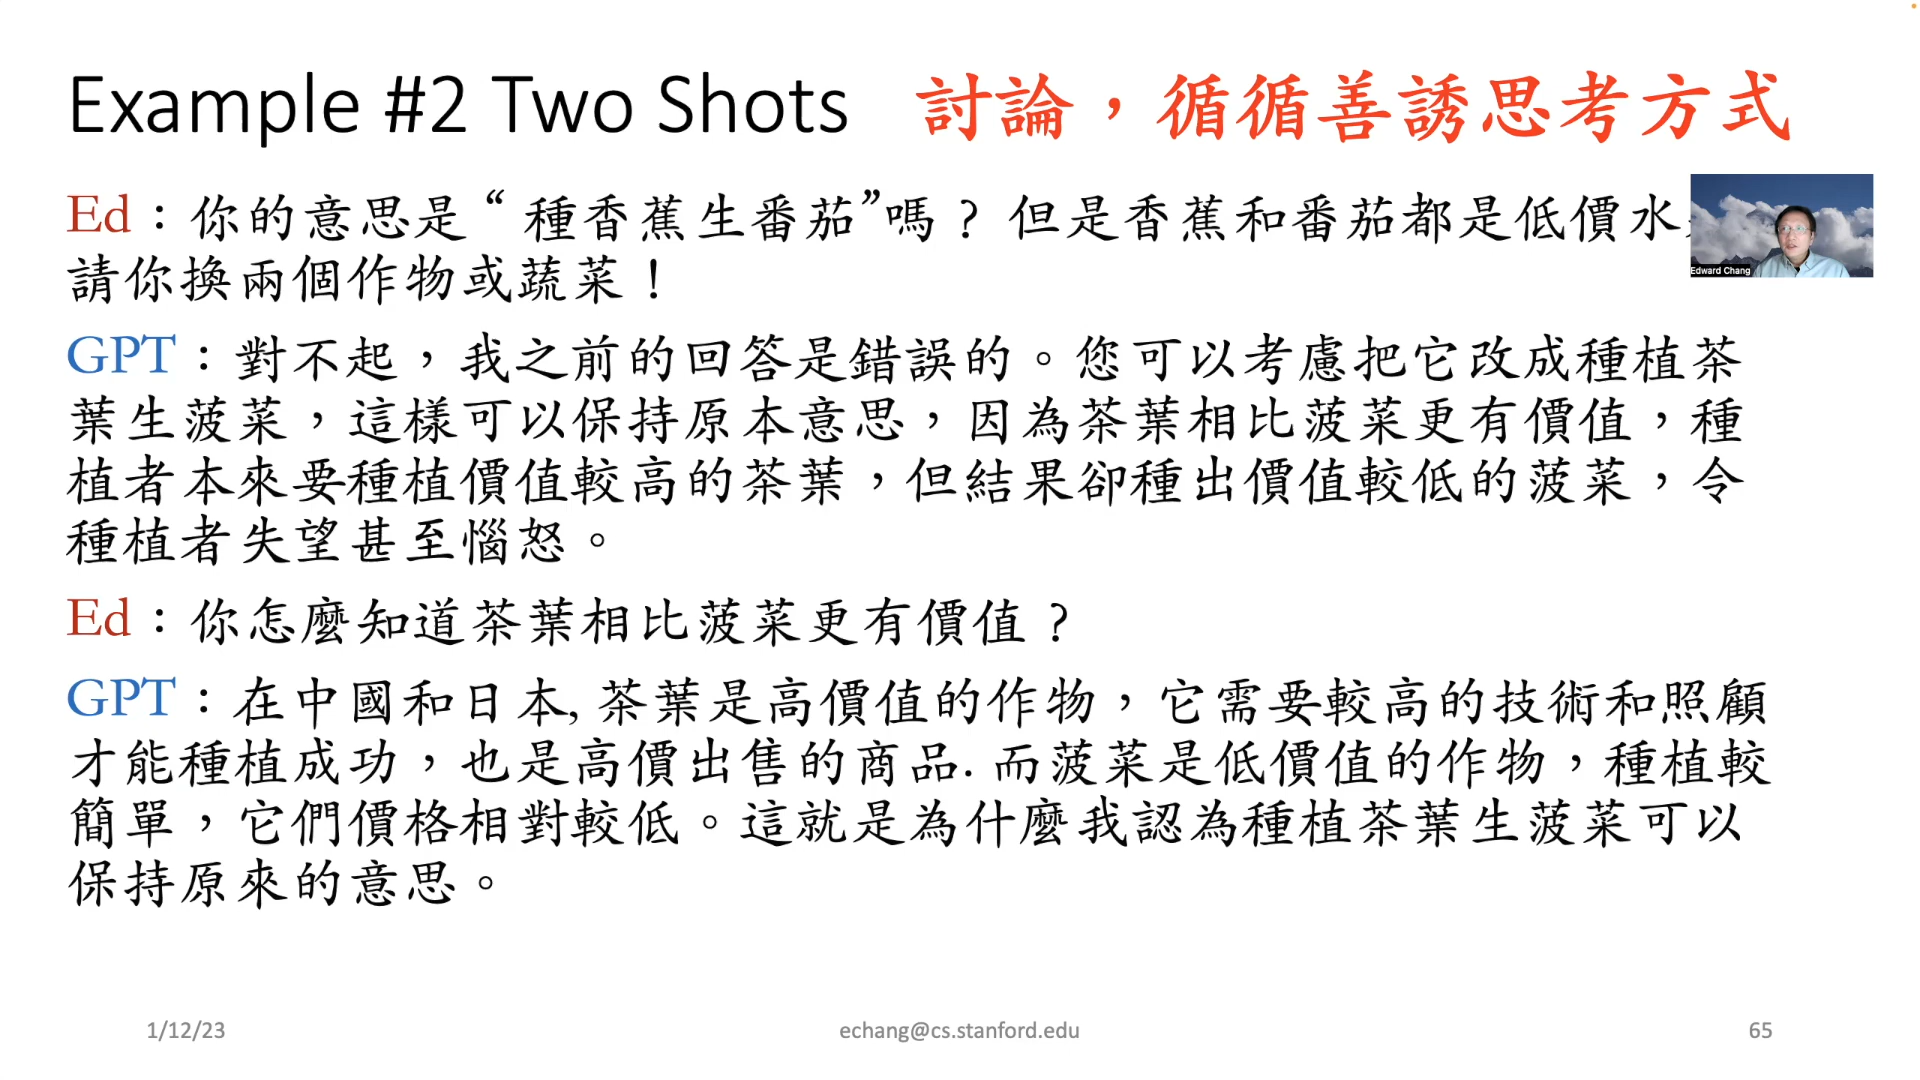 Example #2 Two Shots 討論，循循善誘思考方式
Ed：你的意思是 “ 種香蕉生番茄”嗎？ 但是香蕉和番茄都是低價水
請你換兩個作物或蔬菜！
Edward Chang
GPT：對不起，我之前的回答是錯誤的。您可以考慮把它改成種植茶
葉生菠菜，這樣可以保持原本意思，因為茶葉相比菠菜更有價值，種
植者本來要種植價值較高的茶葉，但結果卻種出價值較低的菠菜，令
種植者失望甚至惱怒。
Ed：你怎麼知道茶葉相比菠菜更有價值？
GPT：在中國和日本, 茶葉是高價值的作物，它需要較高的技術和照顧
才能種植成功，也是高價出售的商品. 而菠菜是低價值的作物，種植較
簡單，它們價格相對較低。這就是為什麼我認為種植茶葉生菠菜可以
保持原來的意思。
1/12/23
echang@cs.stanford.edu
65